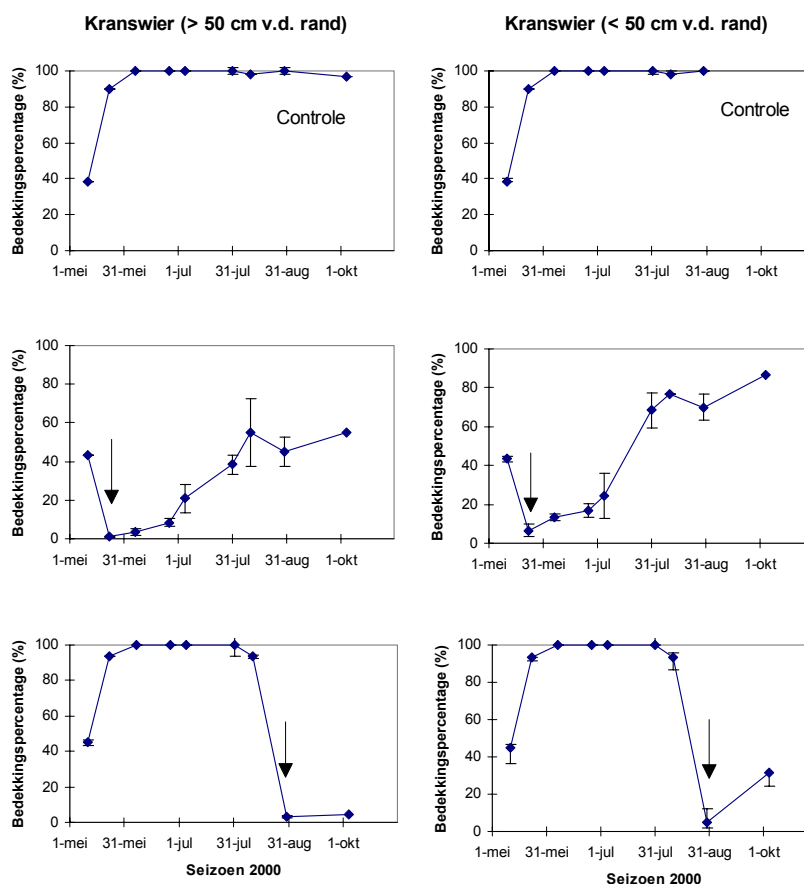 Kranswier (> 50 cm v.d. rand)
Kranswier (< 50 cm v.d. rand)
Bedekkingspercentage (%)
100
80
60
40
20
0
Controle
1-mei 31-mei 1-jul 31-jul 31-aug 1-okt
Bedekkingspercentage (%)
100
80
60
40
20
0
Controle
1-mei 31-mei 1-jul 31-jul 31-aug 1-okt
Bedekkingspercentage (%)
100
80
60
40
20
0
1-mei 31-mei 1-jul 31-jul 31-aug 1-okt
Bedekkingspercentage (%)
100
80
60
40
20
0
1-mei 31-mei 1-jul 31-jul 31-aug 1-okt
Bedekkingspercentage (%)
100
80
60
40
20
0
1-mei 31-mei 1-jul 31-jul 31-aug 1-okt
Seizoen 2000
Bedekkingspercentage (%)
100
80
60
40
20
0
1-mei 31-mei 1-jul 31-jul 31-aug 1-okt
Seizoen 2000